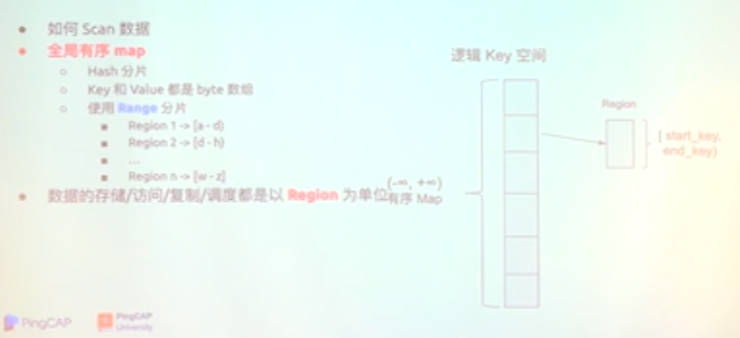 如何 Scan 数据
全局有序 map
Hash 分片
Key 和 Value 都是 byte 数组
使用 Range 分片
Region 1 -> [a - d)
Region 2 -> [d - h)
...
Region n -> [w - z]
数据的存储/访问/复制/调度都是以 Region 为单位
逻辑 Key 空间
(-∞, +∞)
有序 Map
Region
[ start_key,
end_key)
PingCAP
PingCAP
University